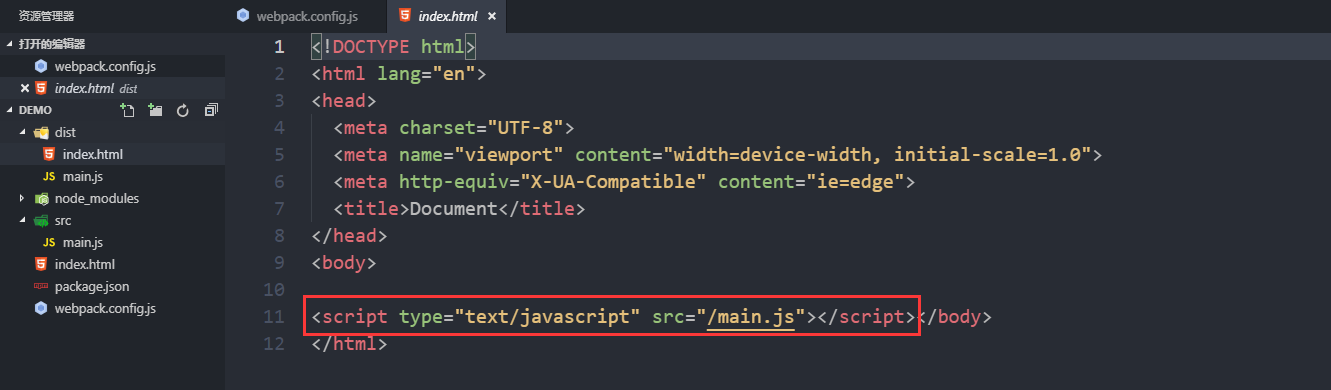 资源管理器
打开的编辑器
webpack.config.js
index.html dist
DEMO
dist
index.html
JS main.js
node_modules
src
JS main.js
index.html
package.json
webpack.config.js
webpack.config.js index.html
1 <!DOCTYPE html>
2 <html lang="en">
3 <head>
4 <meta charset="UTF-8">
5 <meta name="viewport" content="width=device-width, initial-scale=1.0">
6 <meta http-equiv="X-UA-Compatible" content="ie=edge">
7 <title>Document</title>
8 </head>
9 <body>
10
11 <script type="text/javascript" src="/main.js"></script></body>
12 </html>